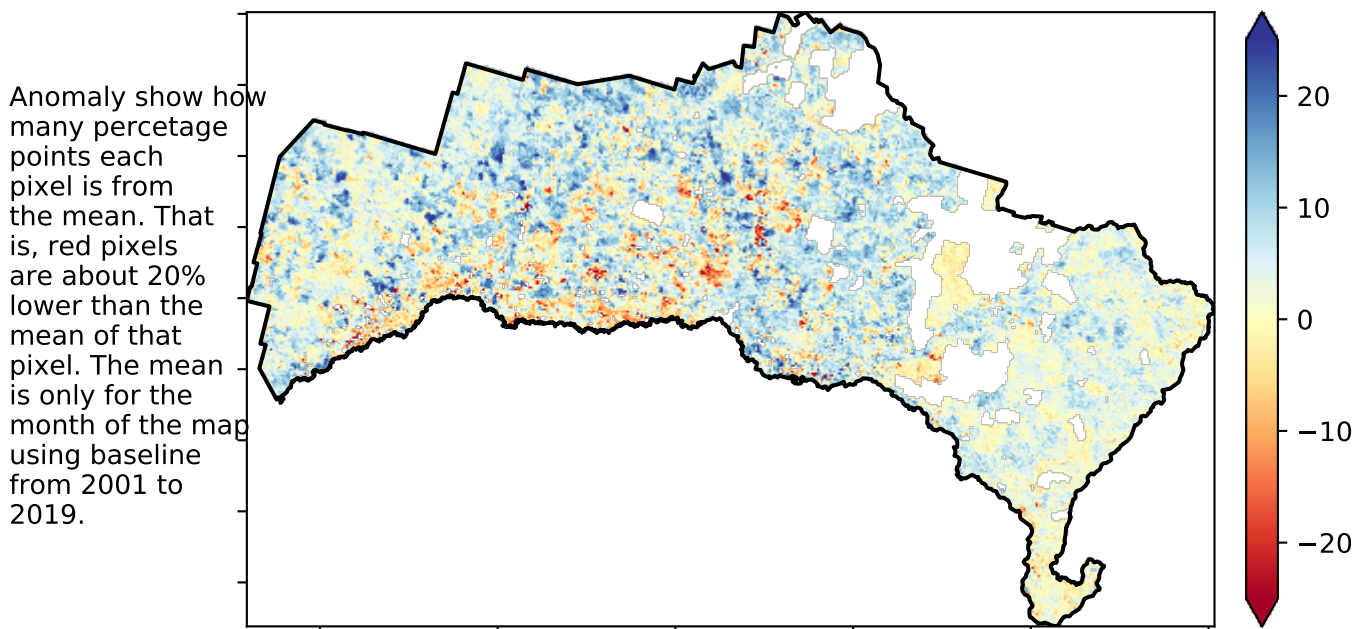 Anomaly show how
many percetage
points each
pixel is from
the mean. That
is, red pixels
are about 20%
lower than the
mean of that
pixel. The mean
is only for the
month of the map
using baseline
from 2001 to
2019.
20
10
0
−10
−20